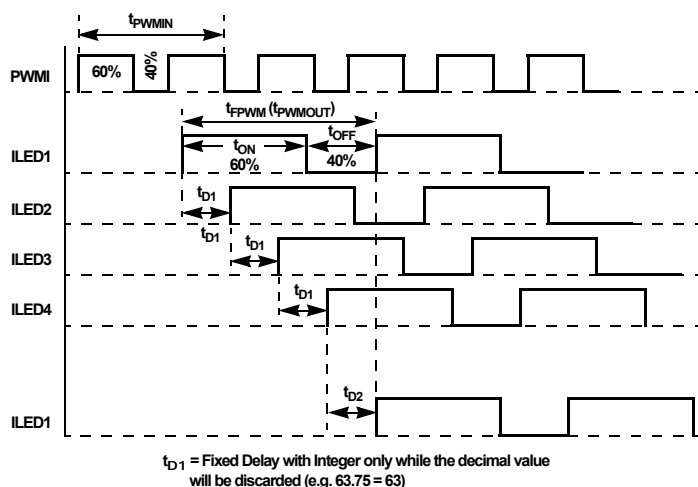 tPWMIN
PWMI
60%
40%
tFPWM (tPWMOUT)
tON
60%
tOFF
40%
ILED1
tD1
ILED2
tD1
tD1
ILED3
tD1
ILED4
tD2
ILED1
tD1 = Fixed Delay with Integer only while the decimal value
will be discarded (e.g. 63.75 = 63)